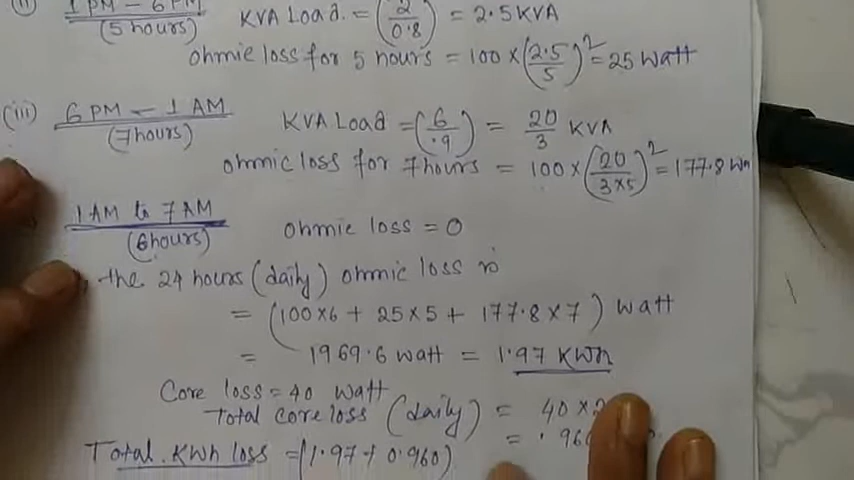 (ii) 1 PM - 6 PM KVA Load. = (2/0.8) = 2.5 KVA
(5 hours)
ohmic loss for 5 hours = 100 × (2.5/5)² = 25 Watt
(iii) 6 PM - 1 AM KVA Load = (6/.9) = 20/3 KVA
(7 hours)
ohmic loss for 7 hours = 100 × (20/3×5)² = 177.8
1 AM to 7 AM ohmic loss = 0
(6 hours)
the 24 hours (daily) ohmic loss is
= (100×6 + 25×5 + 177.8×7) Watt
= 1969.6 watt = 1.97 KWh
Core loss = 40 Watt
Total core loss (daily) = 40 ×
= .96
Total KWh loss = (1.97 + 0.960)